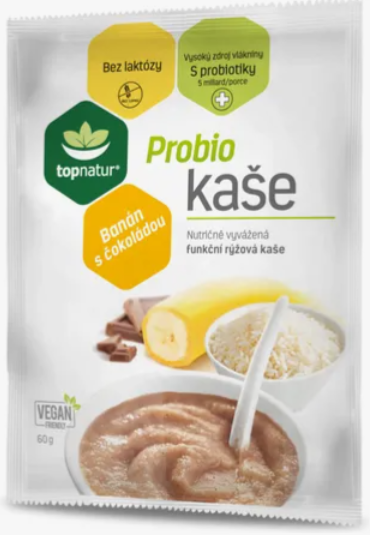 Bez laktózy
Vysoký zdroj vlákniny
S probiotiky
5 miliard/porce
topnatur®
Probio
kaše
Banán
s čokoládou
Nutričně vyvážená
funkční rýžová kaše
VEGAN
FRIENDLY
60 g